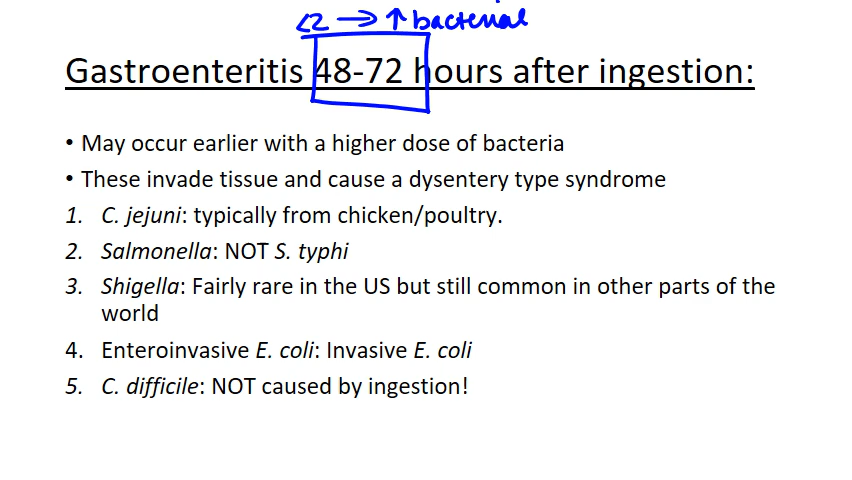 22 → ↑ bacterial
Gastroenteritis 48-72 hours after ingestion:
• May occur earlier with a higher dose of bacteria
• These invade tissue and cause a dysentery type syndrome
1. C. jejuni: typically from chicken/poultry.
2. Salmonella: NOT S. typhi
3. Shigella: Fairly rare in the US but still common in other parts of the
world
4. Enteroinvasive E. coli: Invasive E. coli
5. C. difficile: NOT caused by ingestion!